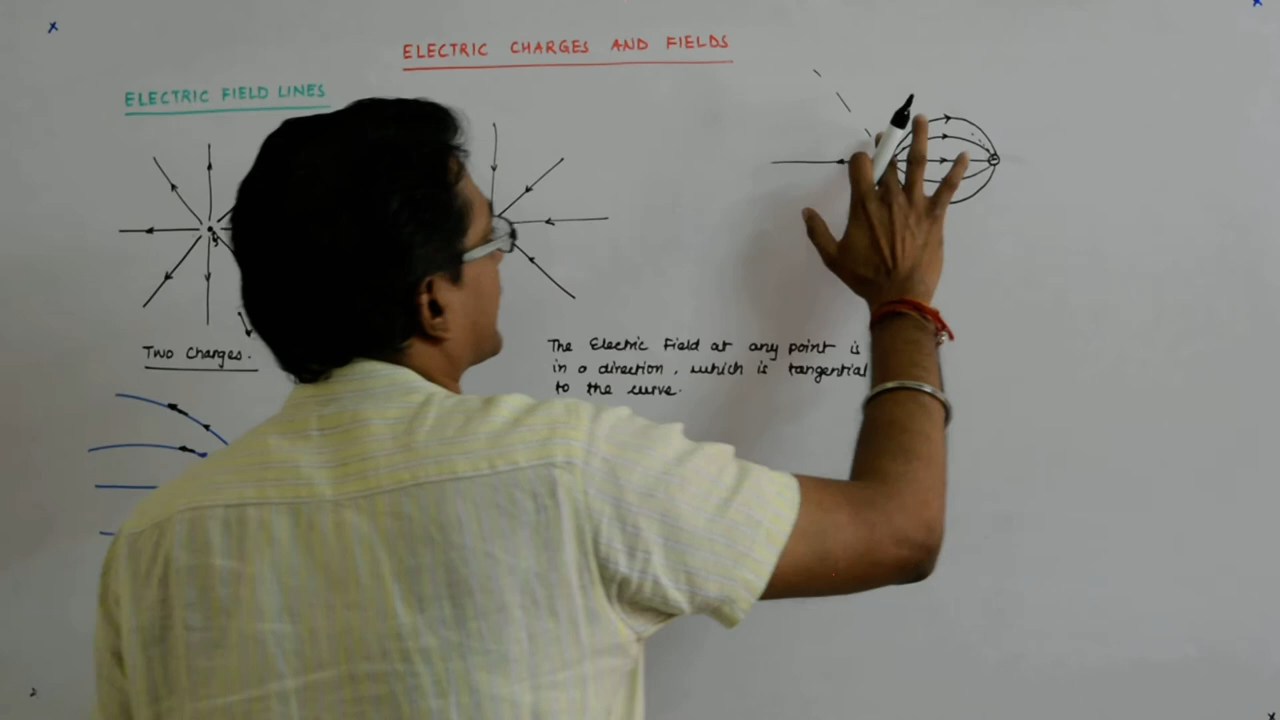 ELECTRIC CHARGES AND FIELDS
ELECTRIC FIELD LINES
Two Charges.
The Electric Field at any point is
in a direction, which is tangential
to the curve.